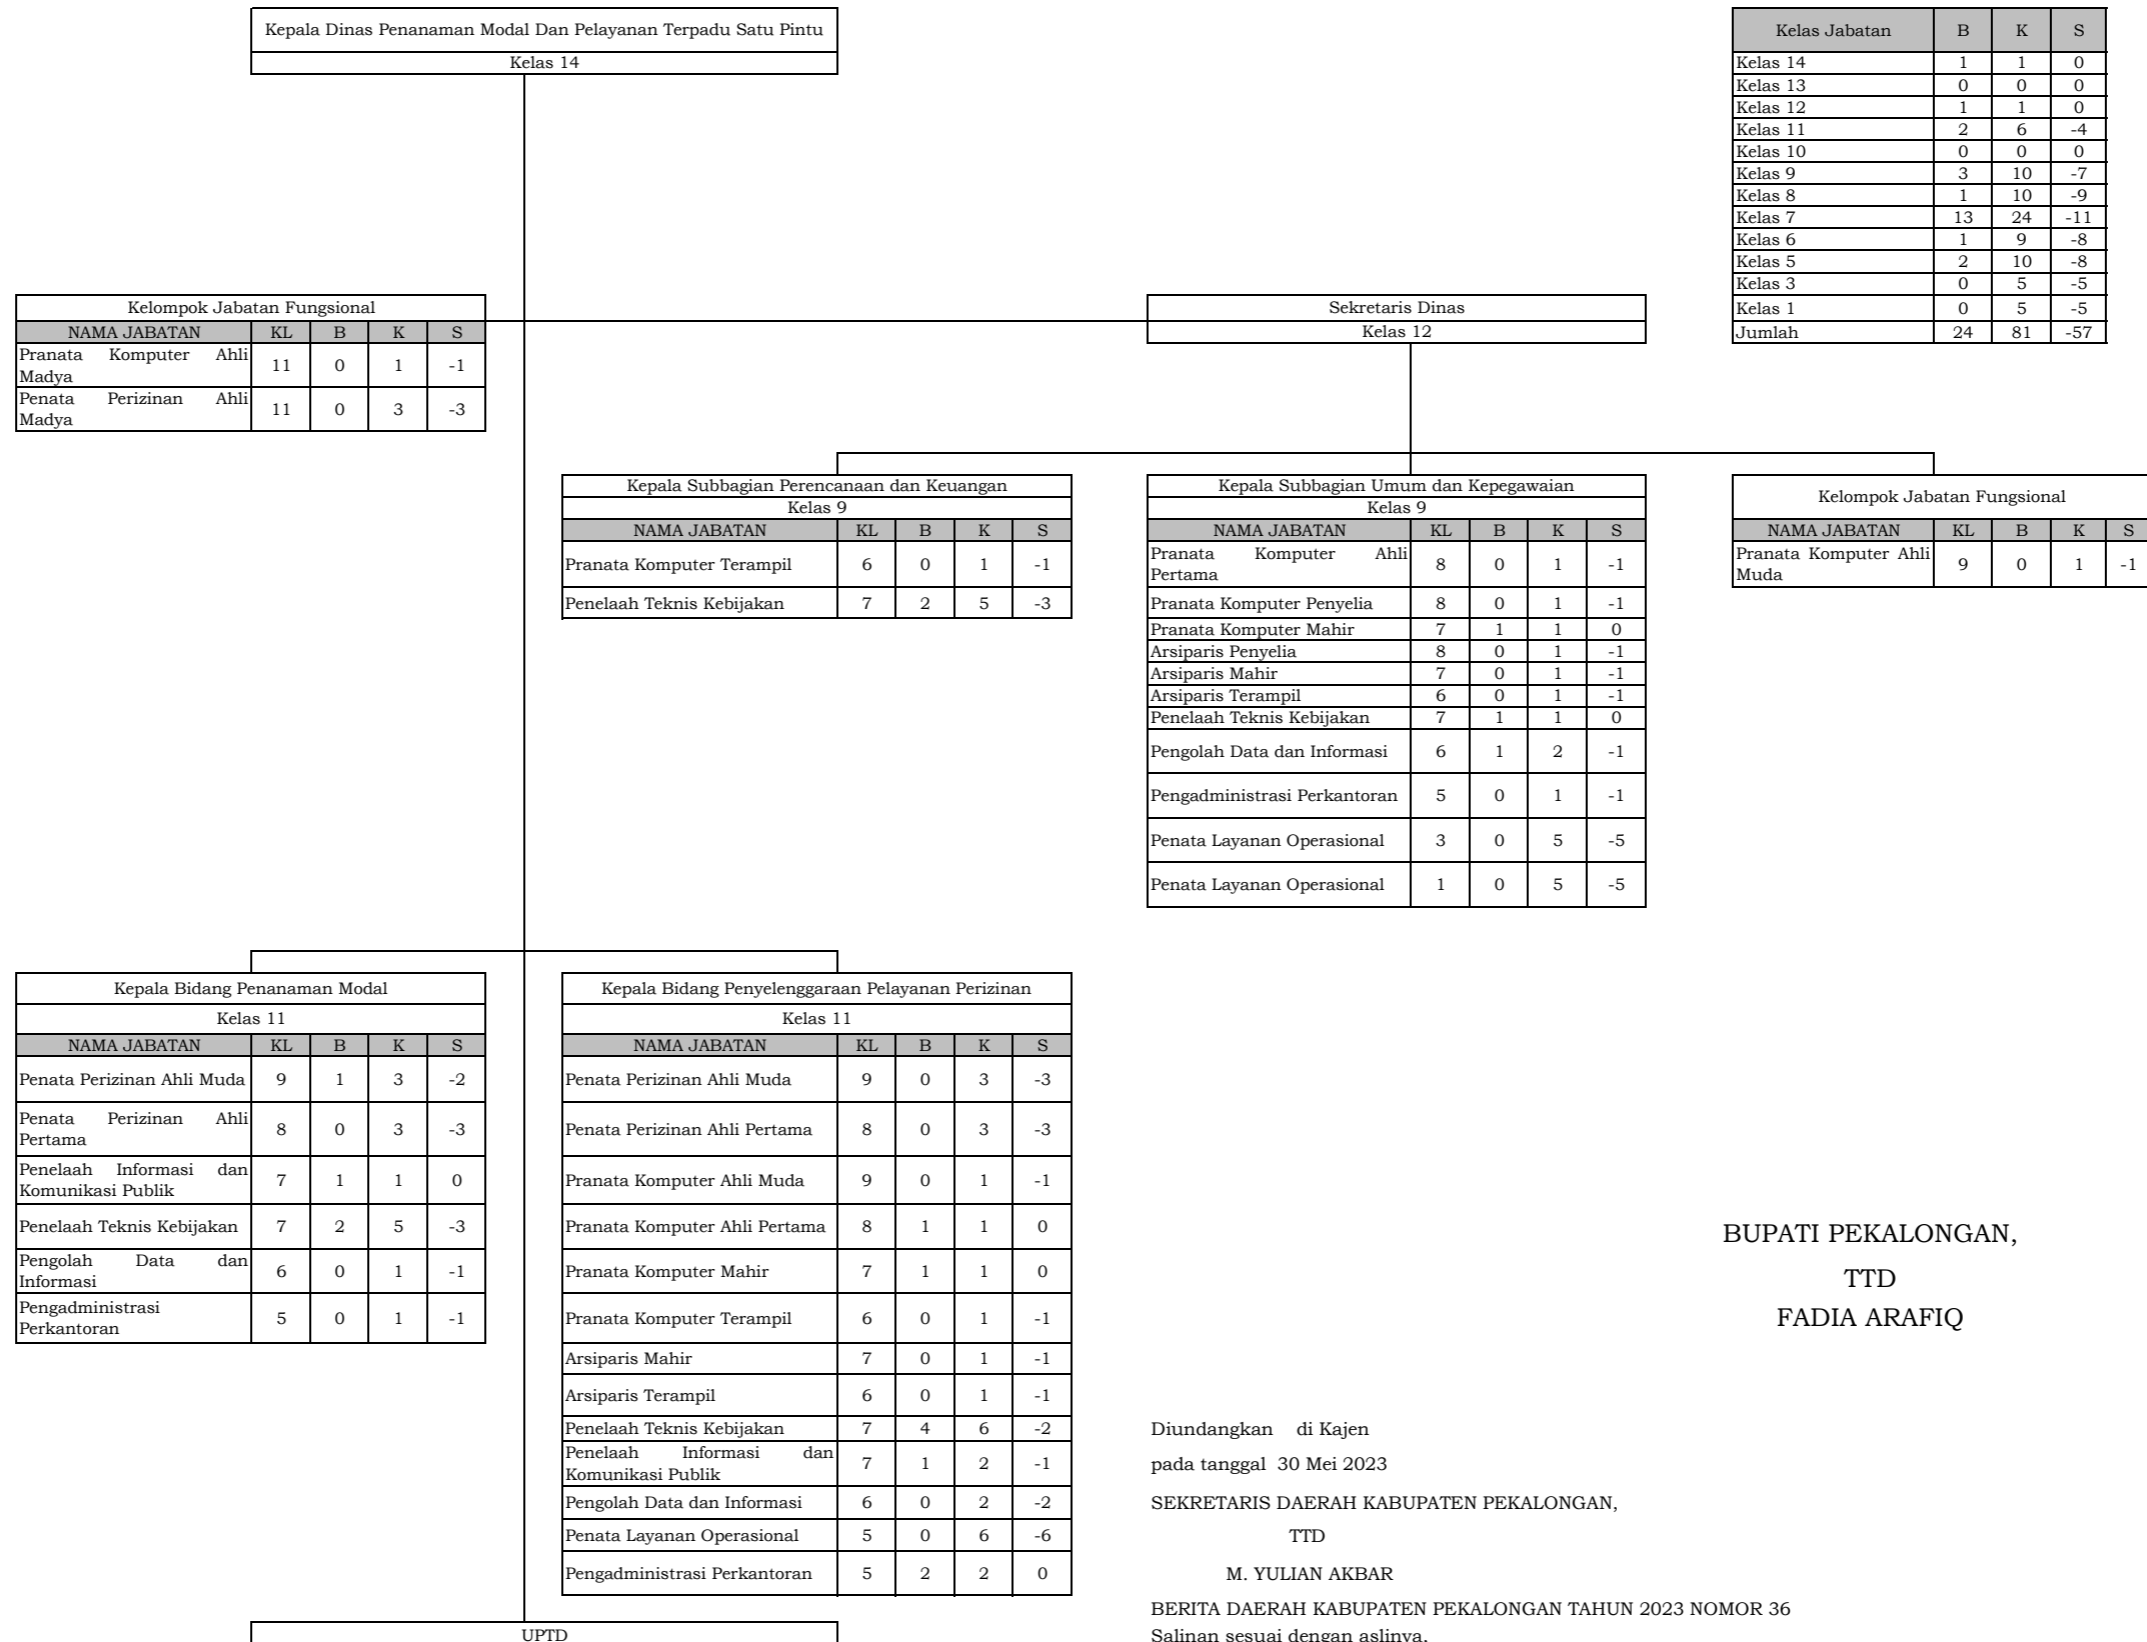 Kepala Dinas Penanaman Modal Dan Pelayanan Terpadu Satu Pintu
Kelas 14
Kelas Jabatan B K S
Kelas 14 1 1 0
Kelas 13 0 0 0
Kelas 12 1 1 0
Kelas 11 2 6 -4
Kelas 10 0 0 0
Kelas 9 3 10 -7
Kelas 8 1 10 -9
Kelas 7 13 24 -11
Kelas 6 1 9 -8
Kelas 5 2 10 -8
Kelas 3 0 5 -5
Kelas 1 0 5 -5
Jumlah 24 81 -57
Kelompok Jabatan Fungsional
NAMA JABATAN KL B K S
Pranata Komputer Ahli
Madya 11 0 1 -1
Penata Perizinan Ahli
Madya 11 0 3 -3
Sekretaris Dinas
Kelas 12
Kepala Subbagian Perencanaan dan Keuangan
Kelas 9
NAMA JABATAN KL B K S
Pranata Komputer Terampil 6 0 1 -1
Penelaah Teknis Kebijakan 7 2 5 -3
Kepala Subbagian Umum dan Kepegawaian
Kelas 9
NAMA JABATAN KL B K S
Pranata Komputer Ahli
Pertama 8 0 1 -1
Pranata Komputer Penyelia 8 0 1 -1
Pranata Komputer Mahir 7 1 1 0
Arsiparis Penyelia 8 0 1 -1
Arsiparis Mahir 7 0 1 -1
Arsiparis Terampil 6 0 1 -1
Penelaah Teknis Kebijakan 7 1 1 0
Pengolah Data dan Informasi 6 1 2 -1
Pengadministrasi Perkantoran 5 0 1 -1
Penata Layanan Operasional 3 0 5 -5
Penata Layanan Operasional 1 0 5 -5
Kelompok Jabatan Fungsional
NAMA JABATAN KL B K S
Pranata Komputer Ahli
Muda 9 0 1 -1
Kepala Bidang Penanaman Modal
Kelas 11
NAMA JABATAN KL B K S
Penata Perizinan Ahli Muda 9 1 3 -2
Penata Perizinan Ahli
Pertama 8 0 3 -3
Penelaah Informasi dan
Komunikasi Publik 7 1 1 0
Penelaah Teknis Kebijakan 7 2 5 -3
Pengolah Data dan
Informasi 6 0 1 -1
Pengadministrasi
Perkantoran 5 0 1 -1
Kepala Bidang Penyelenggaraan Pelayanan Perizinan
Kelas 11
NAMA JABATAN KL B K S
Penata Perizinan Ahli Muda 9 0 3 -3
Penata Perizinan Ahli Pertama 8 0 3 -3
Pranata Komputer Ahli Muda 9 0 1 -1
Pranata Komputer Ahli Pertama 8 1 1 0
Pranata Komputer Mahir 7 1 1 0
Pranata Komputer Terampil 6 0 1 -1
Arsiparis Mahir 7 0 1 -1
Arsiparis Terampil 6 0 1 -1
Penelaah Teknis Kebijakan 7 4 6 -2
Penelaah Informasi dan
Komunikasi Publik 7 1 2 -1
Pengolah Data dan Informasi 6 0 2 -2
Penata Layanan Operasional 5 0 6 -6
Pengadministrasi Perkantoran 5 2 2 0
UPTD
BUPATI PEKALONGAN,
TTD
FADIA ARAFIQ
Diundangkan di Kajen
pada tanggal 30 Mei 2023
SEKRETARIS DAERAH KABUPATEN PEKALONGAN,
TTD
M. YULIAN AKBAR
BERITA DAERAH KABUPATEN PEKALONGAN TAHUN 2023 NOMOR 36
Salinan sesuai dengan aslinya,